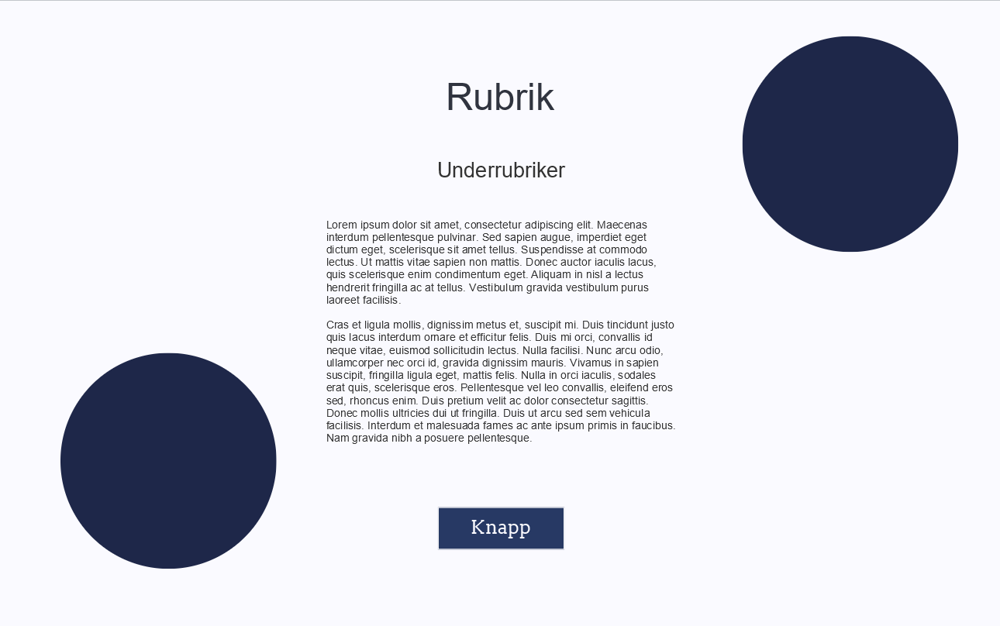 Rubrik
Underrubriker
Lorem ipsum dolor sit amet, consectetur adipiscing elit. Maecenas
interdum pellentesque pulvinar. Sed sapien augue, imperdiet eget
dictum eget, scelerisque sit amet tellus. Suspendisse at commodo
lectus. Ut mattis vitae sapien non mattis. Donec auctor iaculis lacus,
quis scelerisque enim condimentum eget. Aliquam in nisl a lectus
hendrerit fringilla ac at tellus. Vestibulum gravida vestibulum purus
laoreet facilisis.
Cras et ligula mollis, dignissim metus et, suscipit mi. Duis tincidunt justo
quis lacus interdum ornare et efficitur felis. Duis mi orci, convallis id
neque vitae, euismod sollicitudin lectus. Nulla facilisi. Nunc arcu odio,
ullamcorper nec orci id, gravida dignissim mauris. Vivamus in sapien
suscipit, fringilla ligula eget, mattis felis. Nulla in orci iaculis, sodales
erat quis, scelerisque eros. Pellentesque vel leo convallis, eleifend eros
sed, rhoncus enim. Duis pretium velit ac dolor consectetur sagittis.
Donec mollis ultricies dui ut fringilla. Duis ut arcu sed sem vehicula
facilisis. Interdum et malesuada fames ac ante ipsum primis in faucibus.
Nam gravida nibh a posuere pellentesque.
Knapp